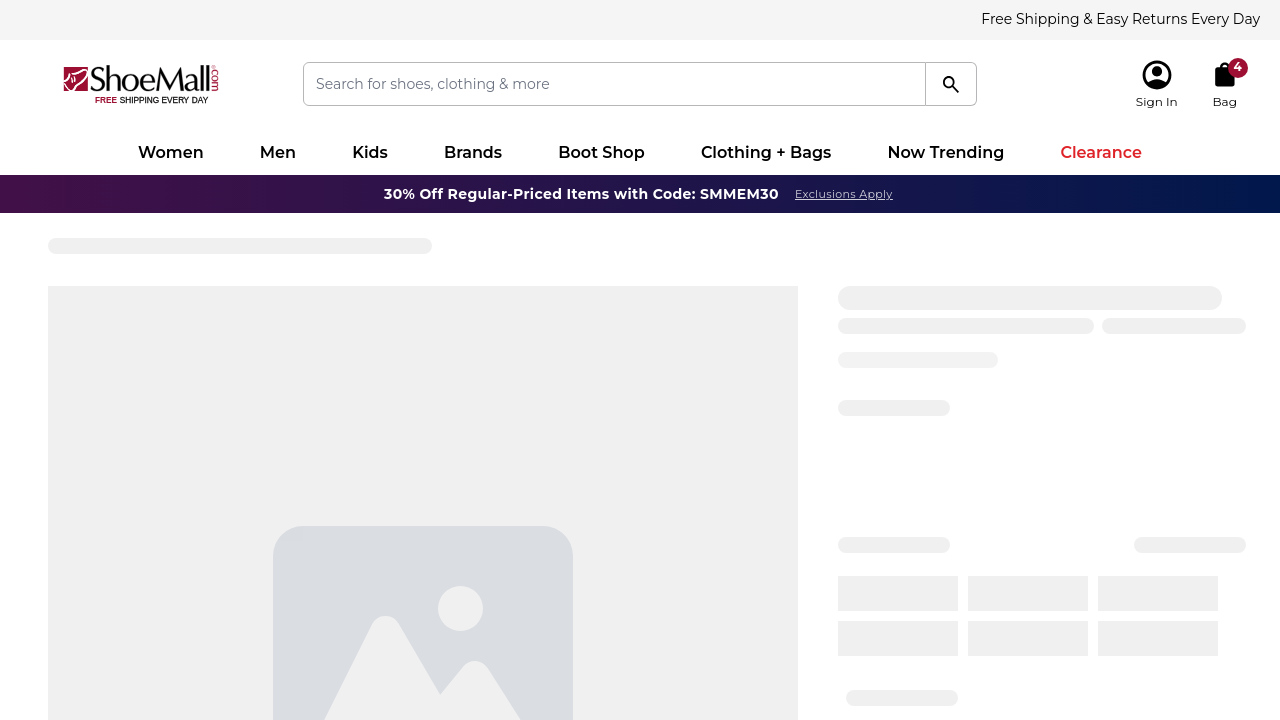 Free Shipping & Easy Returns Every Day
ShoeMall.com
FREE SHIPPING EVERY DAY
Search for shoes, clothing & more
Sign In
4
Bag
Women Men Kids Brands Boot Shop Clothing + Bags Now Trending Clearance
30% Off Regular-Priced Items with Code: SMMEM30 Exclusions Apply